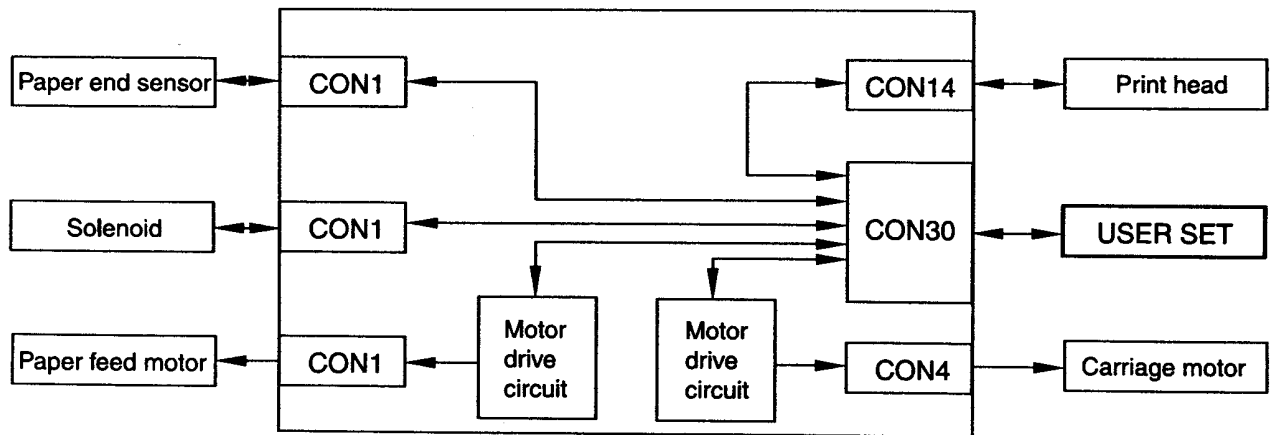 Paper end sensor
CON1
CON14
Print head
Solenoid
CON1
CON30
USER SET
Paper feed motor
CON1
Motor
drive
circuit
Motor
drive
circuit
CON4
Carriage motor